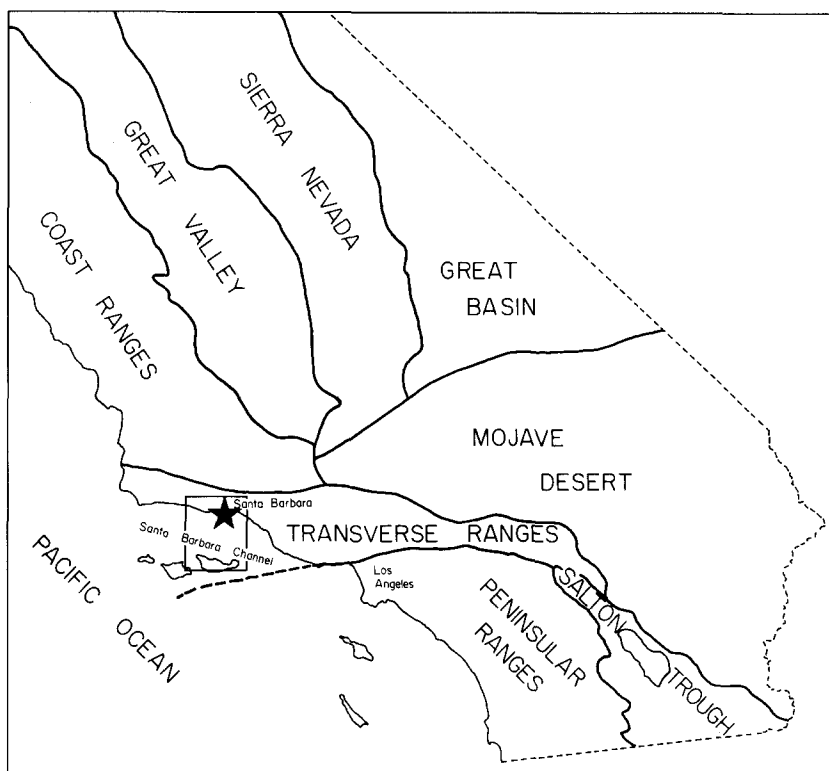 SIERRA
NEVADA
GREAT
VALLEY
COAST
RANGES
GREAT
BASIN
MOJAVE
DESERT
Santa Barbara
Santa Barbara Channel
TRANSVERSE RANGES
Los
Angeles
PACIFIC
OCEAN
PENINSULAR
RANGES
SALTON
TROUGH